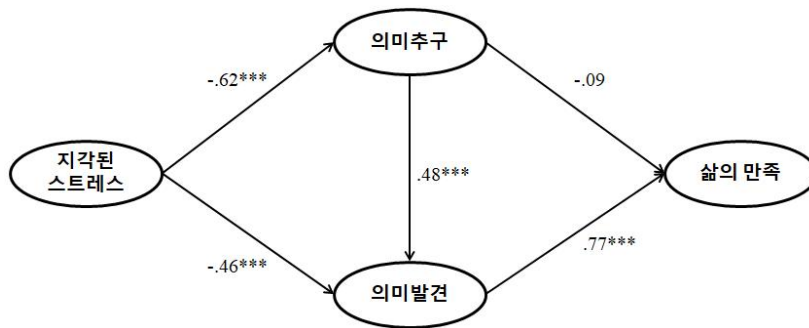 의미추구
-.62***
-.09
지각된
스트레스
.48***
삶의 만족
-.46***
.77***
의미발견